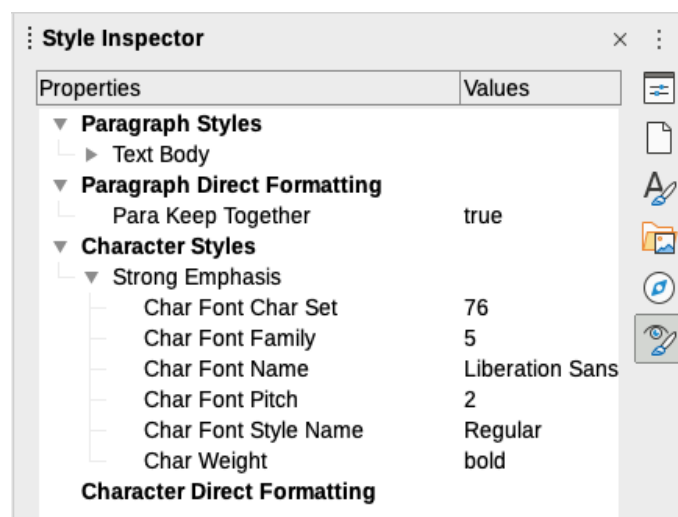 Style Inspector
Properties Values
Paragraph Styles
Text Body
Paragraph Direct Formatting
Para Keep Together true
Character Styles
Strong Emphasis
Char Font Char Set 76
Char Font Family 5
Char Font Name Liberation Sans
Char Font Pitch 2
Char Font Style Name Regular
Char Weight bold
Character Direct Formatting